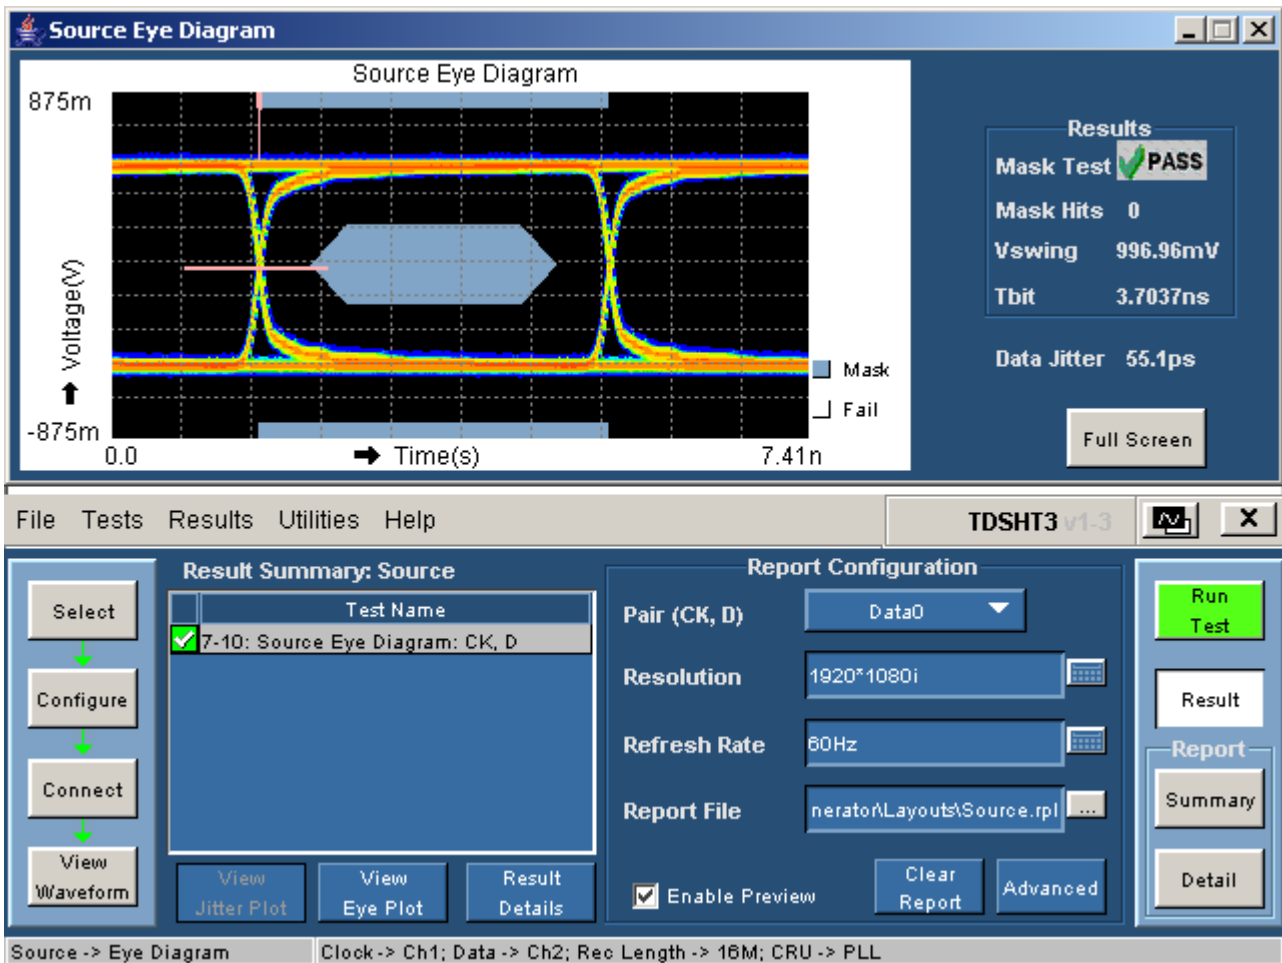 Source Eye Diagram
Source Eye Diagram
875m
Voltage(V)
-875m
0.0
Time(s)
7.41n
Mask
Fail
Results
Mask Test PASS
Mask Hits 0
Vswing 996.96mV
Tbit 3.7037ns
Data Jitter 55.1ps
Full Screen
File Tests Results Utilities Help
TDSHT3 v1-3
Select
Configure
Connect
View
Waveform
Result Summary: Source
Test Name
7-10: Source Eye Diagram: CK, D
View
Jitter Plot
View
Eye Plot
Result
Details
Report Configuration
Pair (CK, D) Data0
Resolution 1920*1080i
Refresh Rate 60Hz
Report File nerator\Layouts\Source.rpl ...
Enable Preview
Clear
Report
Advanced
Run
Test
Result
Report
Summary
Detail
Source -> Eye Diagram
Clock -> Ch1; Data -> Ch2; Rec Length -> 16M; CRU -> PLL